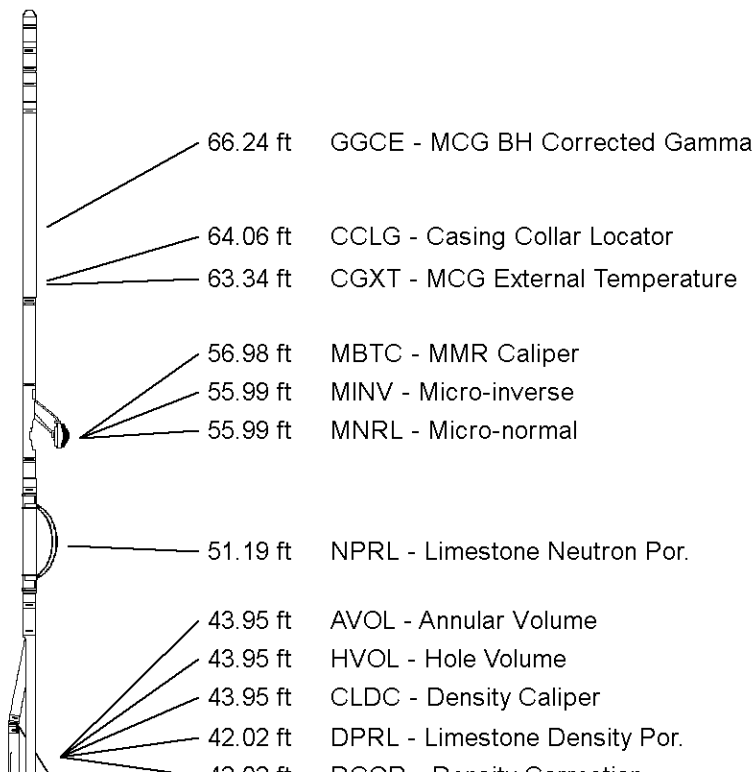 66.24 ft GGCE - MCG BH Corrected Gamma
64.06 ft CCLG - Casing Collar Locator
63.34 ft CGXT - MCG External Temperature
56.98 ft MBTC - MMR Caliper
55.99 ft MINV - Micro-inverse
55.99 ft MNRL - Micro-normal
51.19 ft NPRL - Limestone Neutron Por.
43.95 ft AVOL - Annular Volume
43.95 ft HVOL - Hole Volume
43.95 ft CLDC - Density Caliper
42.02 ft DPRL - Limestone Density Por.
- Density Correction